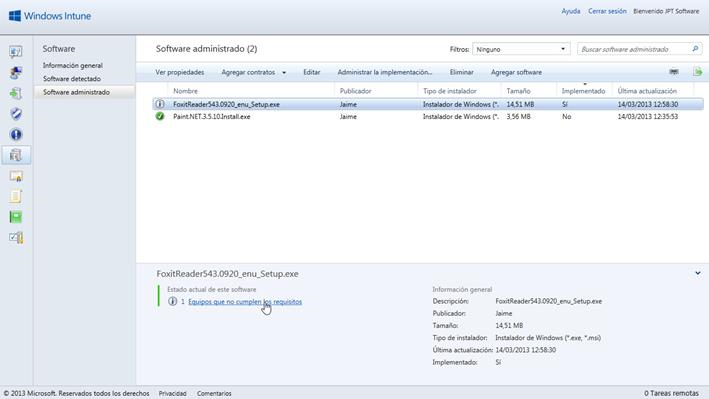 Windows Intune
Ayuda Cerrar sesión Bienvenido JPT Software
Software
Información general
Software detectado
Software administrado
Software administrado (2)
Filtros: Ninguno
Buscar software administrado
Ver propiedades Agregar contratos Editar Administrar la implementación... Eliminar Agregar software
Nombre Publicador Tipo de instalador Tamaño Implementado Última actualización
FoxitReader543.0920_enu_Setup.exe Jaime Instalador de Windows (*. 14,51 MB Sí 14/03/2013 12:58:30
Paint.NET.3.5.10.Install.exe Jaime Instalador de Windows (*. 3,56 MB No 14/03/2013 12:35:53
FoxitReader543.0920_enu_Setup.exe
Estado actual de este software
1 Equipos que no cumplen los requisitos
Información general
Descripción: FoxitReader543.0920_enu_Setup.exe
Publicador: Jaime
Tamaño: 14,51 MB
Tipo de instalador: Instalador de Windows (*.exe, *.msi)
Última actualización: 14/03/2013 12:58:30
Implementado: Sí
© 2013 Microsoft. Reservados todos los derechos Privacidad Comentarios
0 Tareas remotas